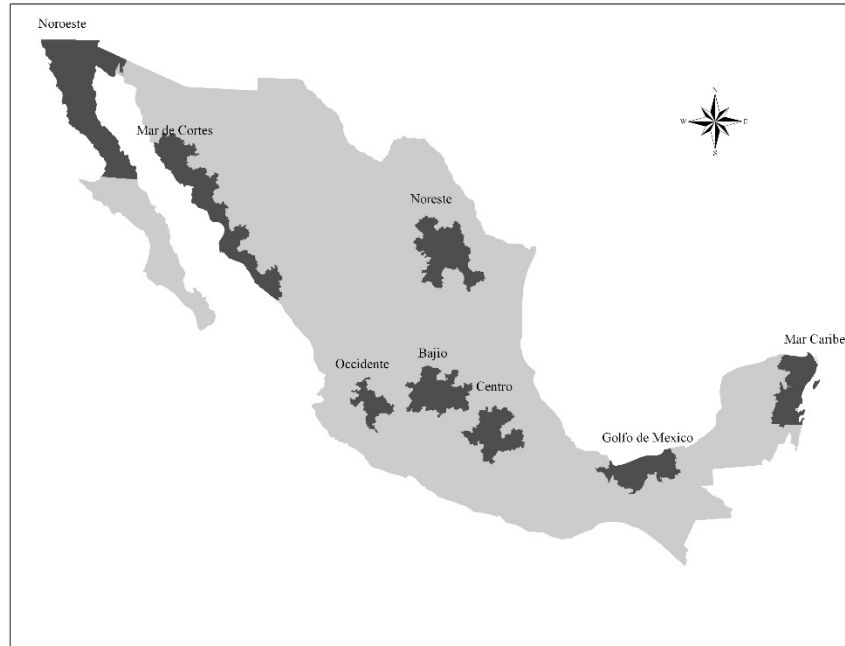 Noroeste
N
W
E
S
Mar de Cortes
Noreste
Mar Caribe
Occidente
Bajio
Centro
Golfo de Mexico